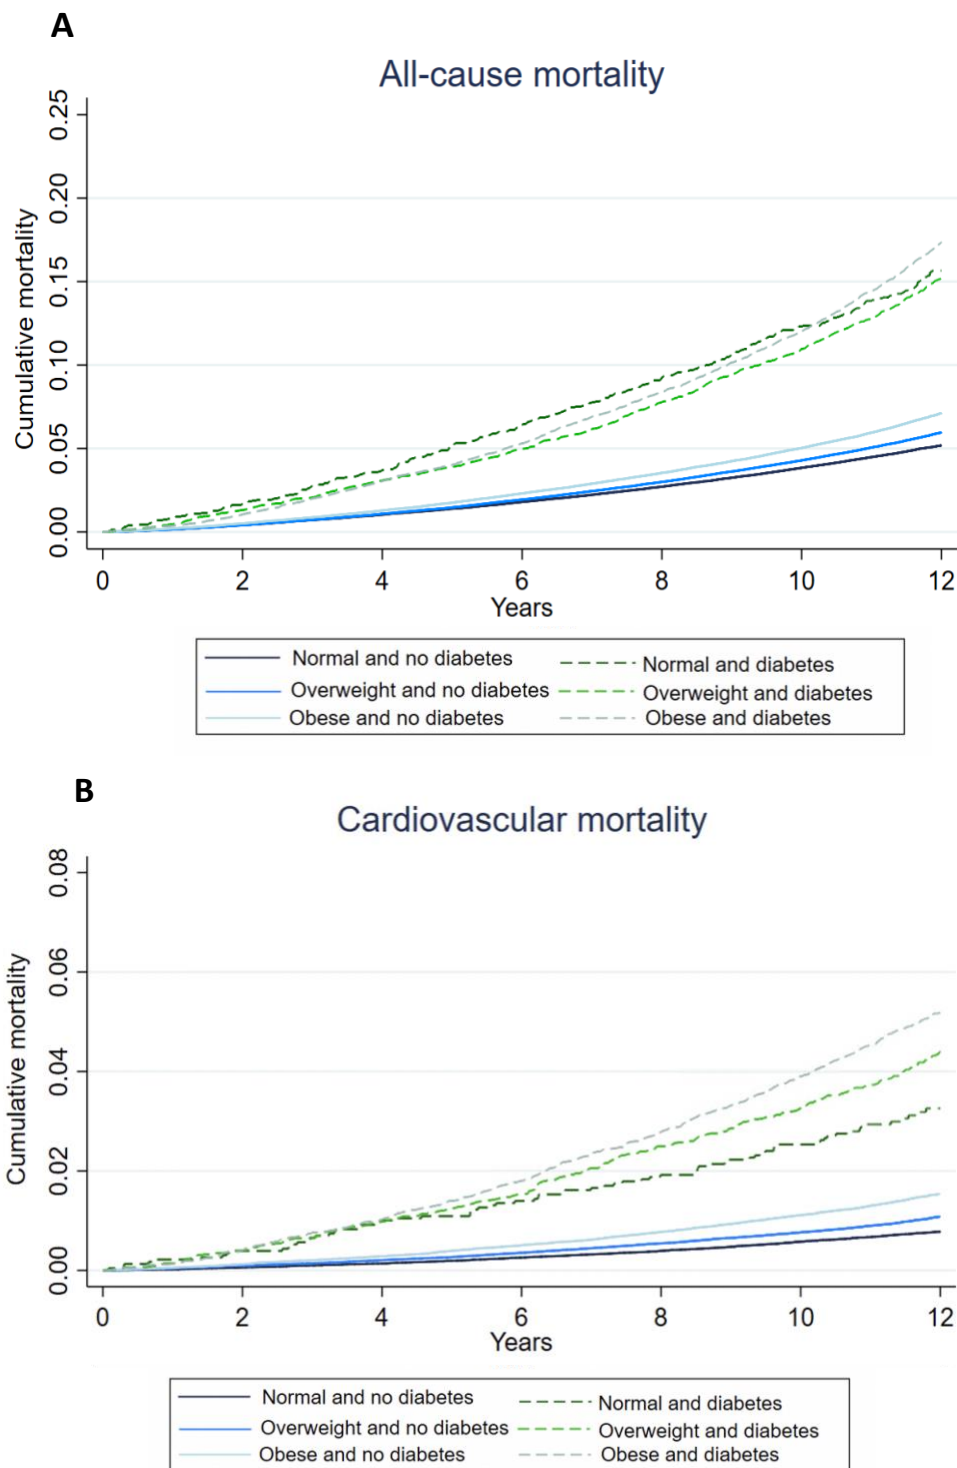 A
All-cause mortality
Cumulative mortality
0.25
0.20
0.15
0.10
0.05
0.00
0 2 4 6 8 10 12
Years
Normal and no diabetes
Normal and diabetes
Overweight and no diabetes
Overweight and diabetes
Obese and no diabetes
Obese and diabetes
B
Cardiovascular mortality
Cumulative mortality
0.08
0.06
0.04
0.02
0.00
0 2 4 6 8 10 12
Years
Normal and no diabetes
Normal and diabetes
Overweight and no diabetes
Overweight and diabetes
Obese and no diabetes
Obese and diabetes